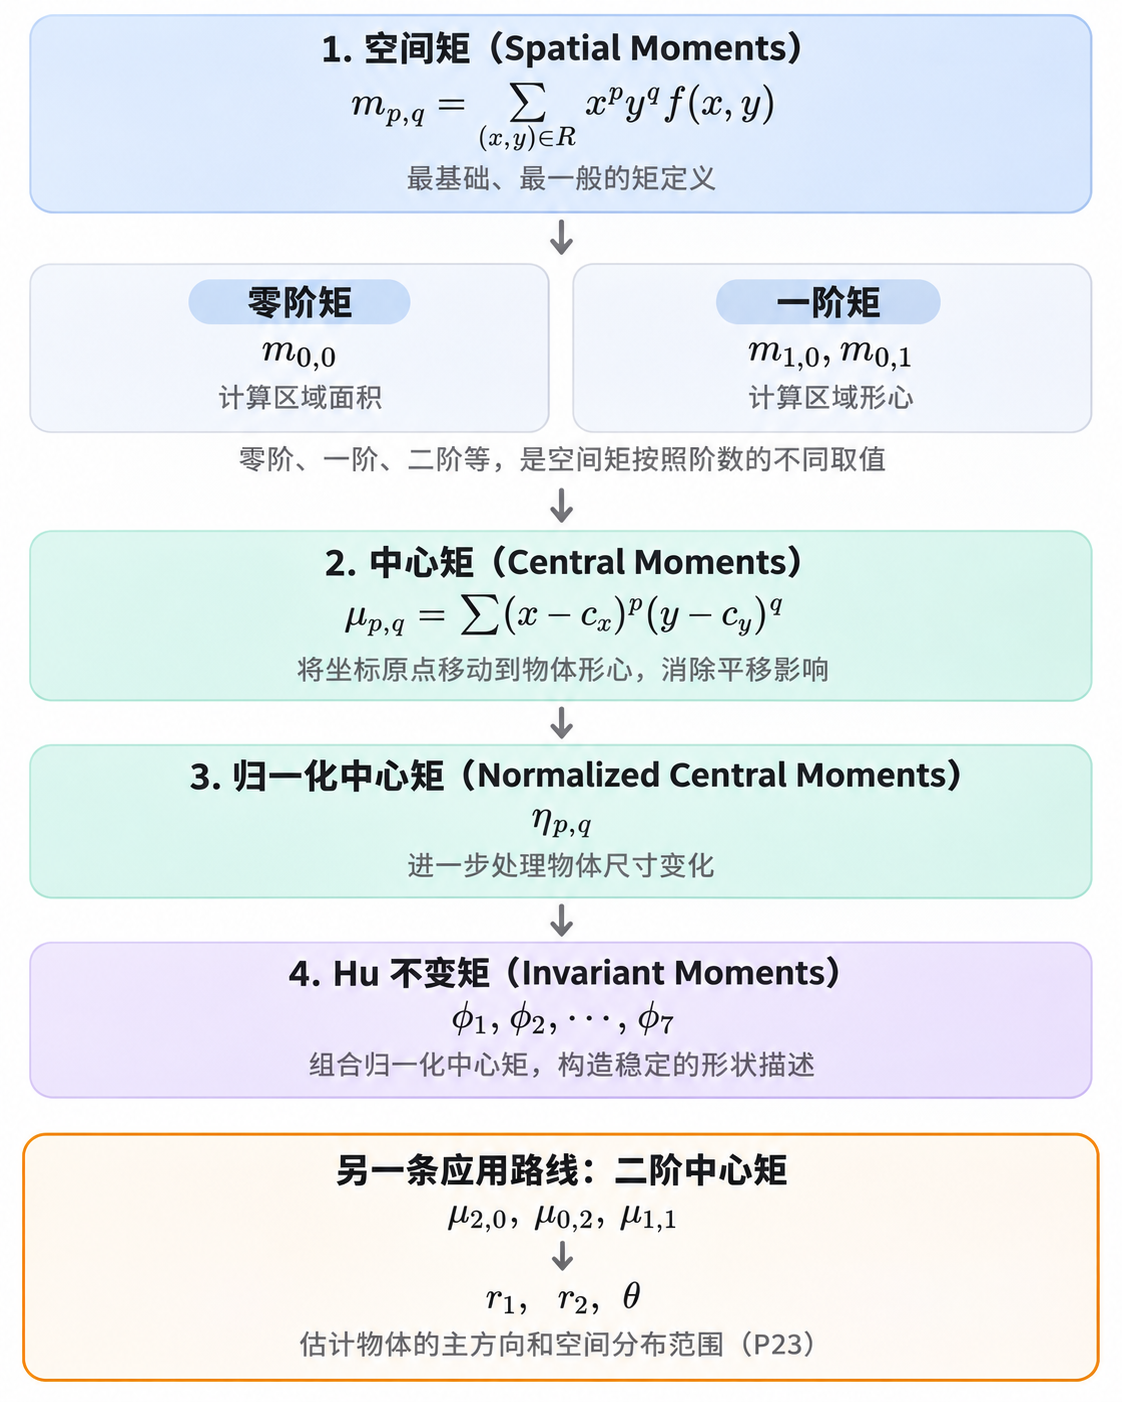 1. 空间矩（Spatial Moments）
m_{p,q} = ∑_{(x,y)∈R} x^p y^q f(x, y)
最基础、最一般的矩定义
↓
零阶矩
m_{0,0}
计算区域面积
一阶矩
m_{1,0}, m_{0,1}
计算区域形心
零阶、一阶、二阶等，是空间矩按照阶数的不同取值
↓
2. 中心矩（Central Moments）
μ_{p,q} = ∑(x − c_x)^p (y − c_y)^q
将坐标原点移动到物体形心，消除平移影响
↓
3. 归一化中心矩（Normalized Central Moments）
η_{p,q}
进一步处理物体尺寸变化
↓
4. Hu 不变矩（Invariant Moments）
ϕ_1, ϕ_2, ⋯, ϕ_7
组合归一化中心矩，构造稳定的形状描述
另一条应用路线：二阶中心矩
μ_{2,0}, μ_{0,2}, μ_{1,1}
↓
r_1, r_2, θ
估计物体的主方向和空间分布范围（P23）